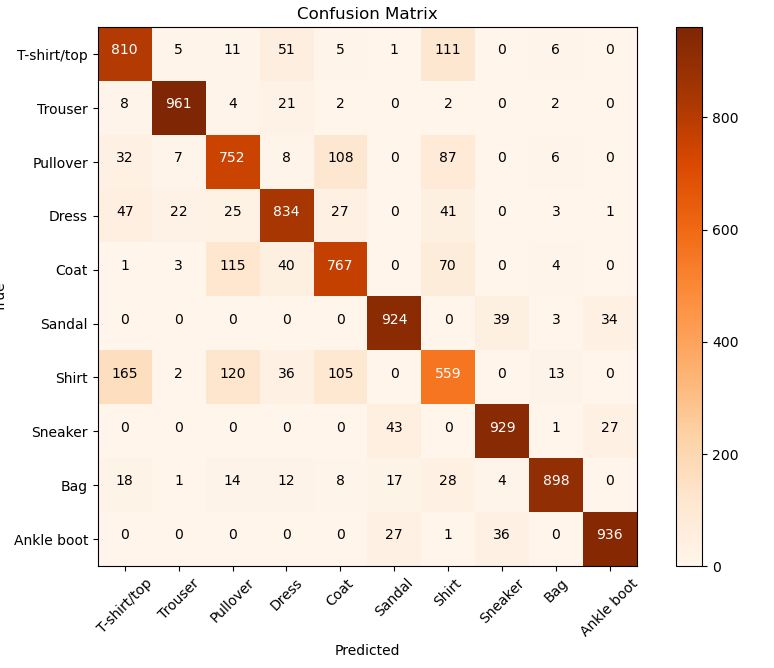 Confusion Matrix
T-shirt/top 810 5 11 51 5 1 111 0 6 0
Trouser 8 961 4 21 2 0 2 0 2 0
800
Pullover 32 7 752 8 108 0 87 0 6 0
Dress 47 22 25 834 27 0 41 0 3 1
600
Coat 1 3 115 40 767 0 70 0 4 0
Sandal 0 0 0 0 0 924 0 39 3 34
400
Shirt 165 2 120 36 105 0 559 0 13 0
Sneaker 0 0 0 0 0 43 0 929 1 27
200
Bag 18 1 14 12 8 17 28 4 898 0
Ankle boot 0 0 0 0 0 27 1 36 0 936
0
T-shirt/top Trouser Pullover Dress Coat Sandal Shirt Sneaker Bag Ankle boot
Predicted